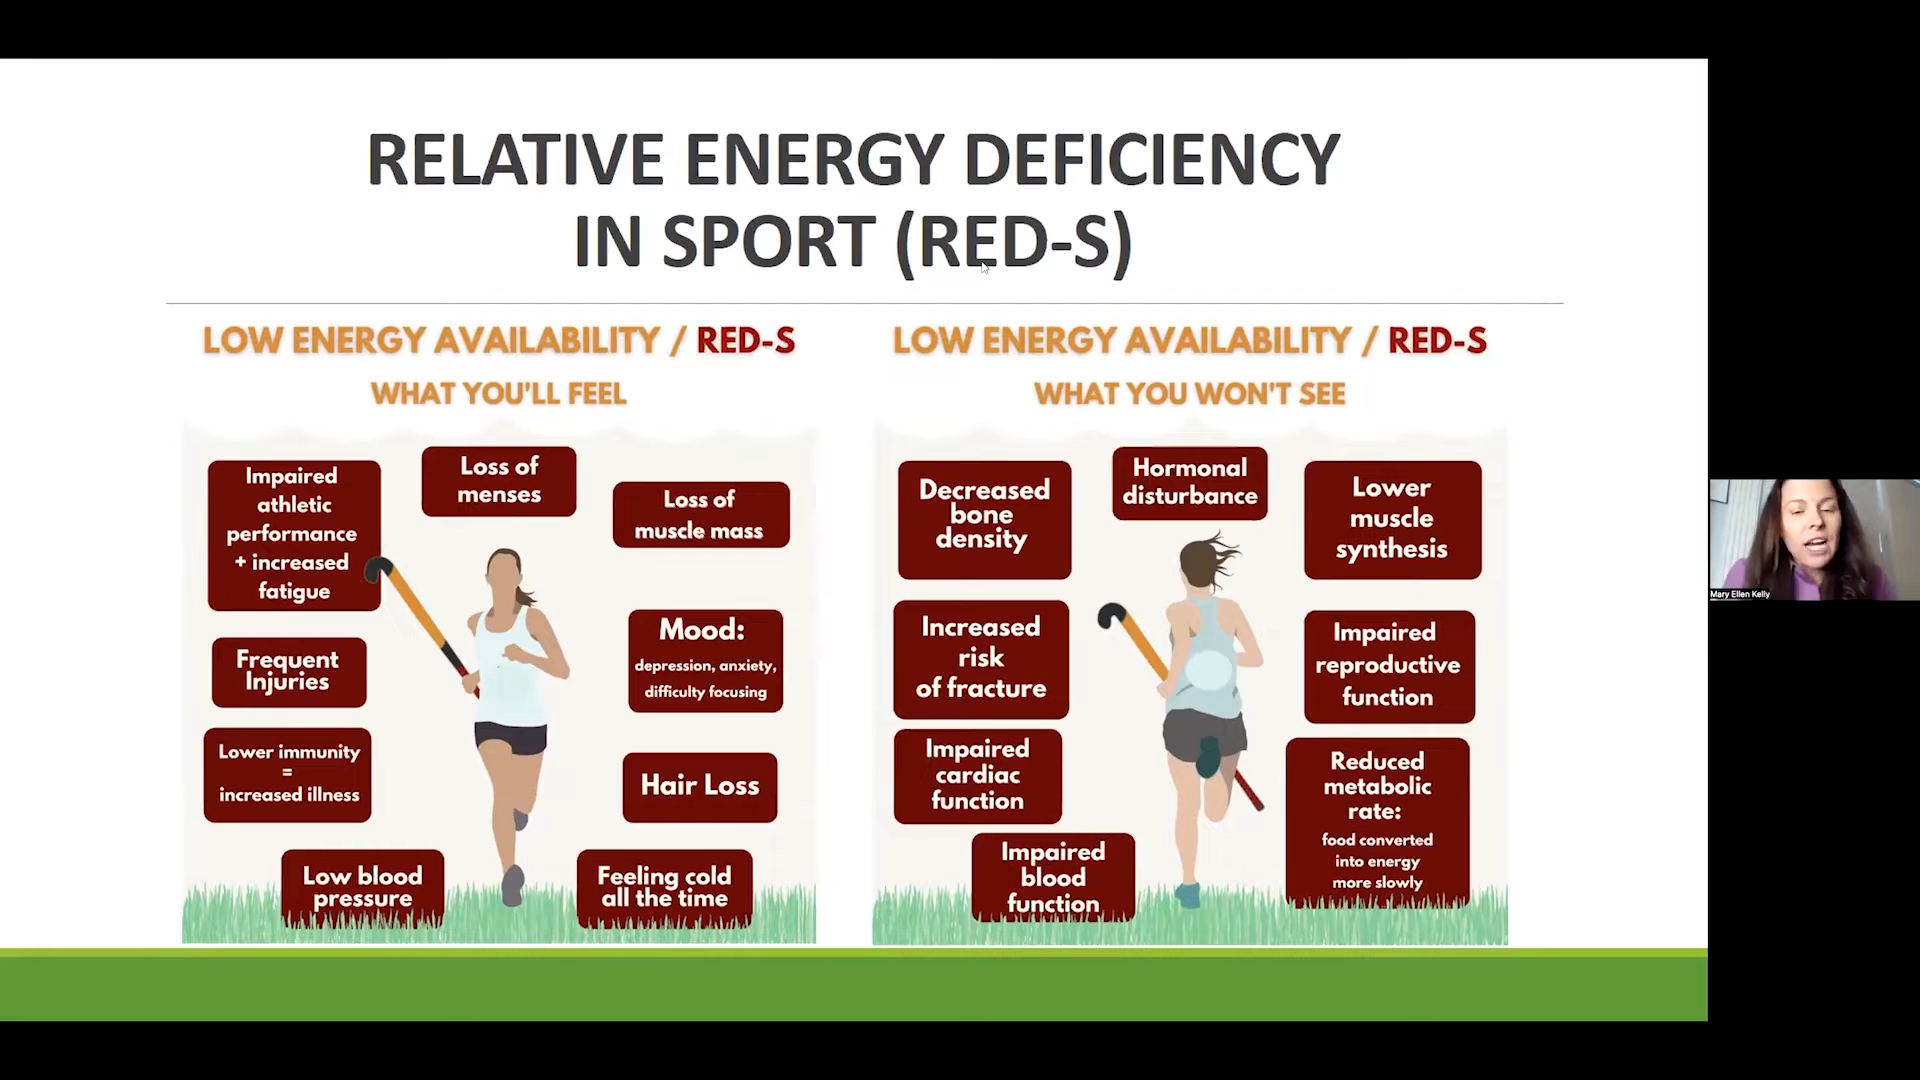 RELATIVE ENERGY DEFICIENCY
IN SPORT (RED-S)
LOW ENERGY AVAILABILITY / RED-S
WHAT YOU'LL FEEL
Impaired
athletic
performance
+ increased
fatigue
Loss of
menses
Loss of
muscle mass
Frequent
Injuries
Mood:
depression, anxiety,
difficulty focusing
Lower immunity
=
increased illness
Hair Loss
Low blood
pressure
Feeling cold
all the time
LOW ENERGY AVAILABILITY / RED-S
WHAT YOU WON'T SEE
Decreased
bone
density
Hormonal
disturbance
Lower
muscle
synthesis
Increased
risk
of fracture
Impaired
reproductive
function
Impaired
cardiac
function
Reduced
metabolic
rate:
food converted
into energy
more slowly
Impaired
blood
function
Mary Ellen Kelly